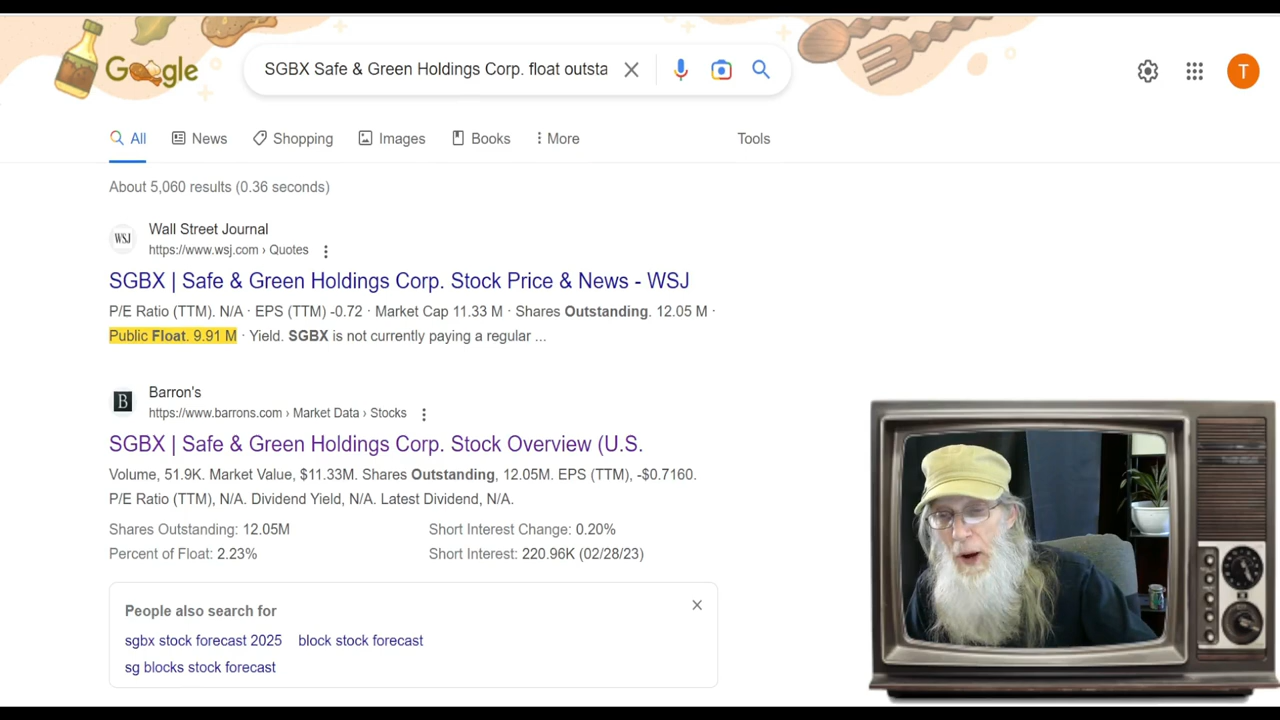 Google
SGBX Safe & Green Holdings Corp. float outsta
T
All
News
Shopping
Images
Books
More
Tools
About 5,060 results (0.36 seconds)
WSJ
Wall Street Journal
https://www.wsj.com › Quotes
SGBX | Safe & Green Holdings Corp. Stock Price & News - WSJ
P/E Ratio (TTM). N/A · EPS (TTM) -0.72 · Market Cap 11.33 M · Shares Outstanding. 12.05 M ·
Public Float. 9.91 M · Yield. SGBX is not currently paying a regular ...
B
Barron's
https://www.barrons.com › Market Data › Stocks
SGBX | Safe & Green Holdings Corp. Stock Overview (U.S.
Volume, 51.9K. Market Value, $11.33M. Shares Outstanding, 12.05M. EPS (TTM), -$0.7160.
P/E Ratio (TTM), N/A. Dividend Yield, N/A. Latest Dividend, N/A.
Shares Outstanding: 12.05M
Short Interest Change: 0.20%
Percent of Float: 2.23%
Short Interest: 220.96K (02/28/23)
People also search for
sgbx stock forecast 2025
block stock forecast
sg blocks stock forecast